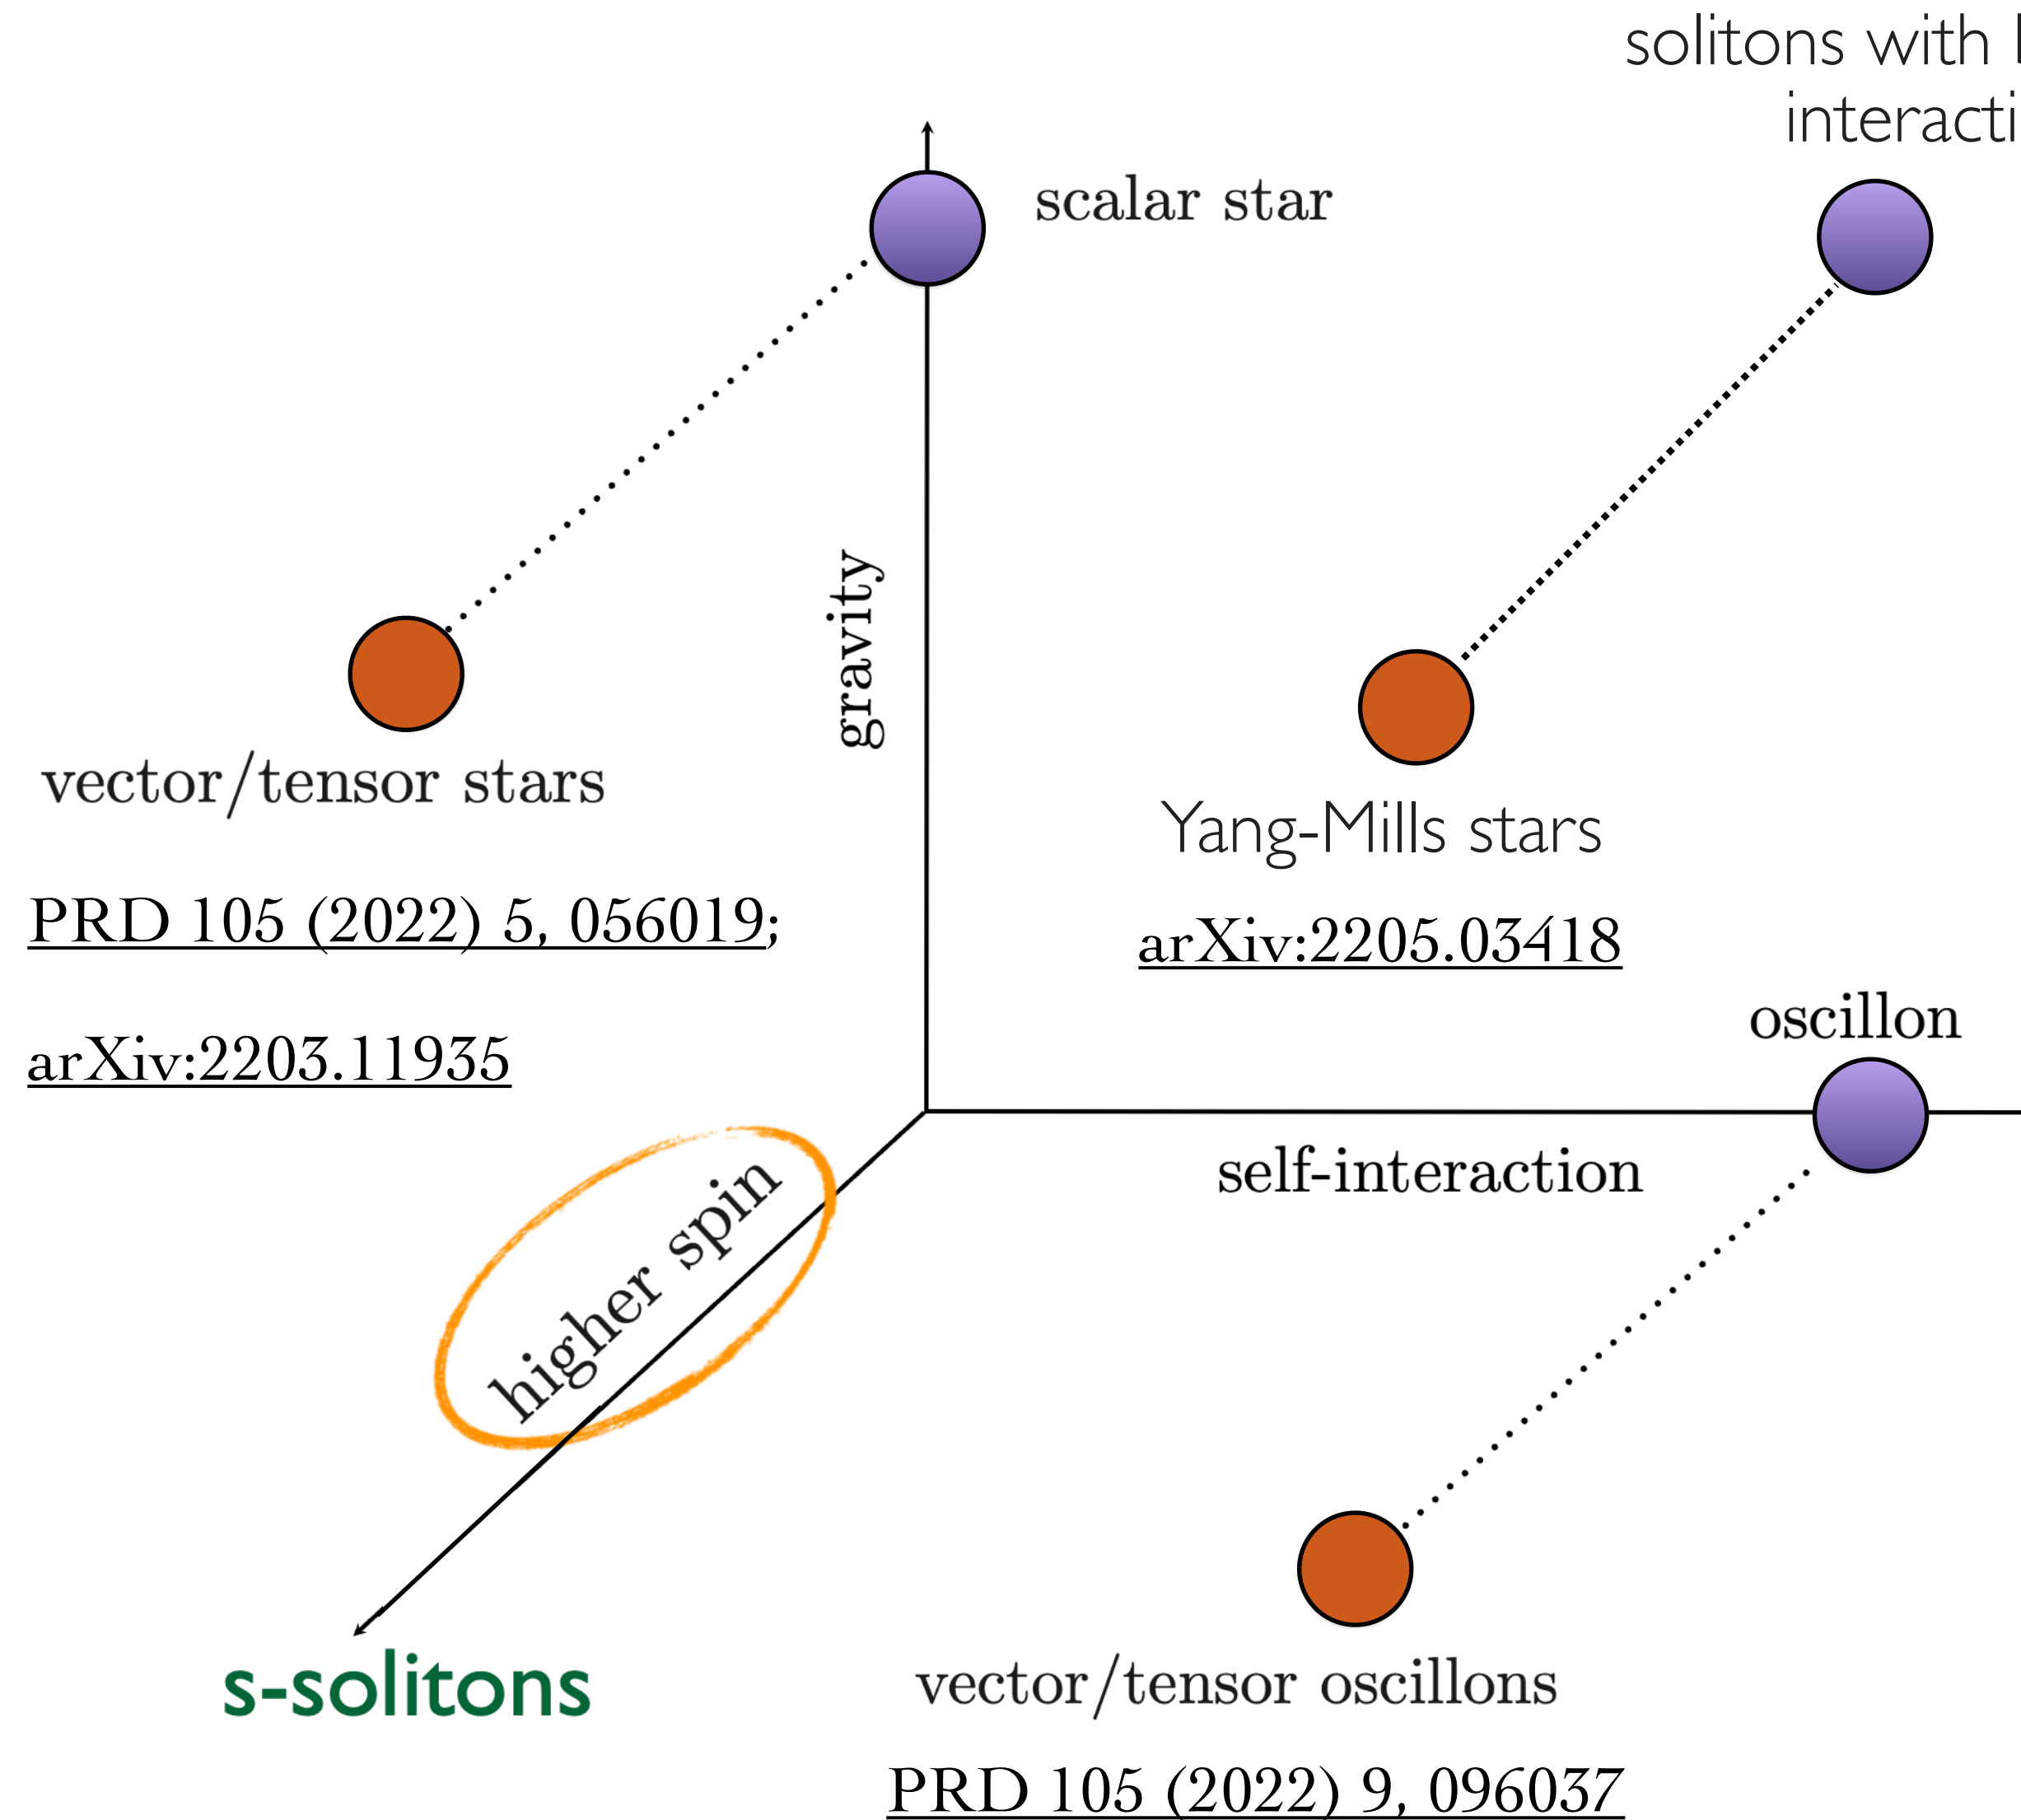 solitons with
interacti
scalar star
gravity
vector/tensor stars
Yang-Mills stars
PRD 105 (2022) 5, 056019;
arXiv:2205.03418
arXiv:2203.11935
oscillon
self-interaction
higher spin
s-solitons
vector/tensor oscillons
PRD 105 (2022) 9, 096037